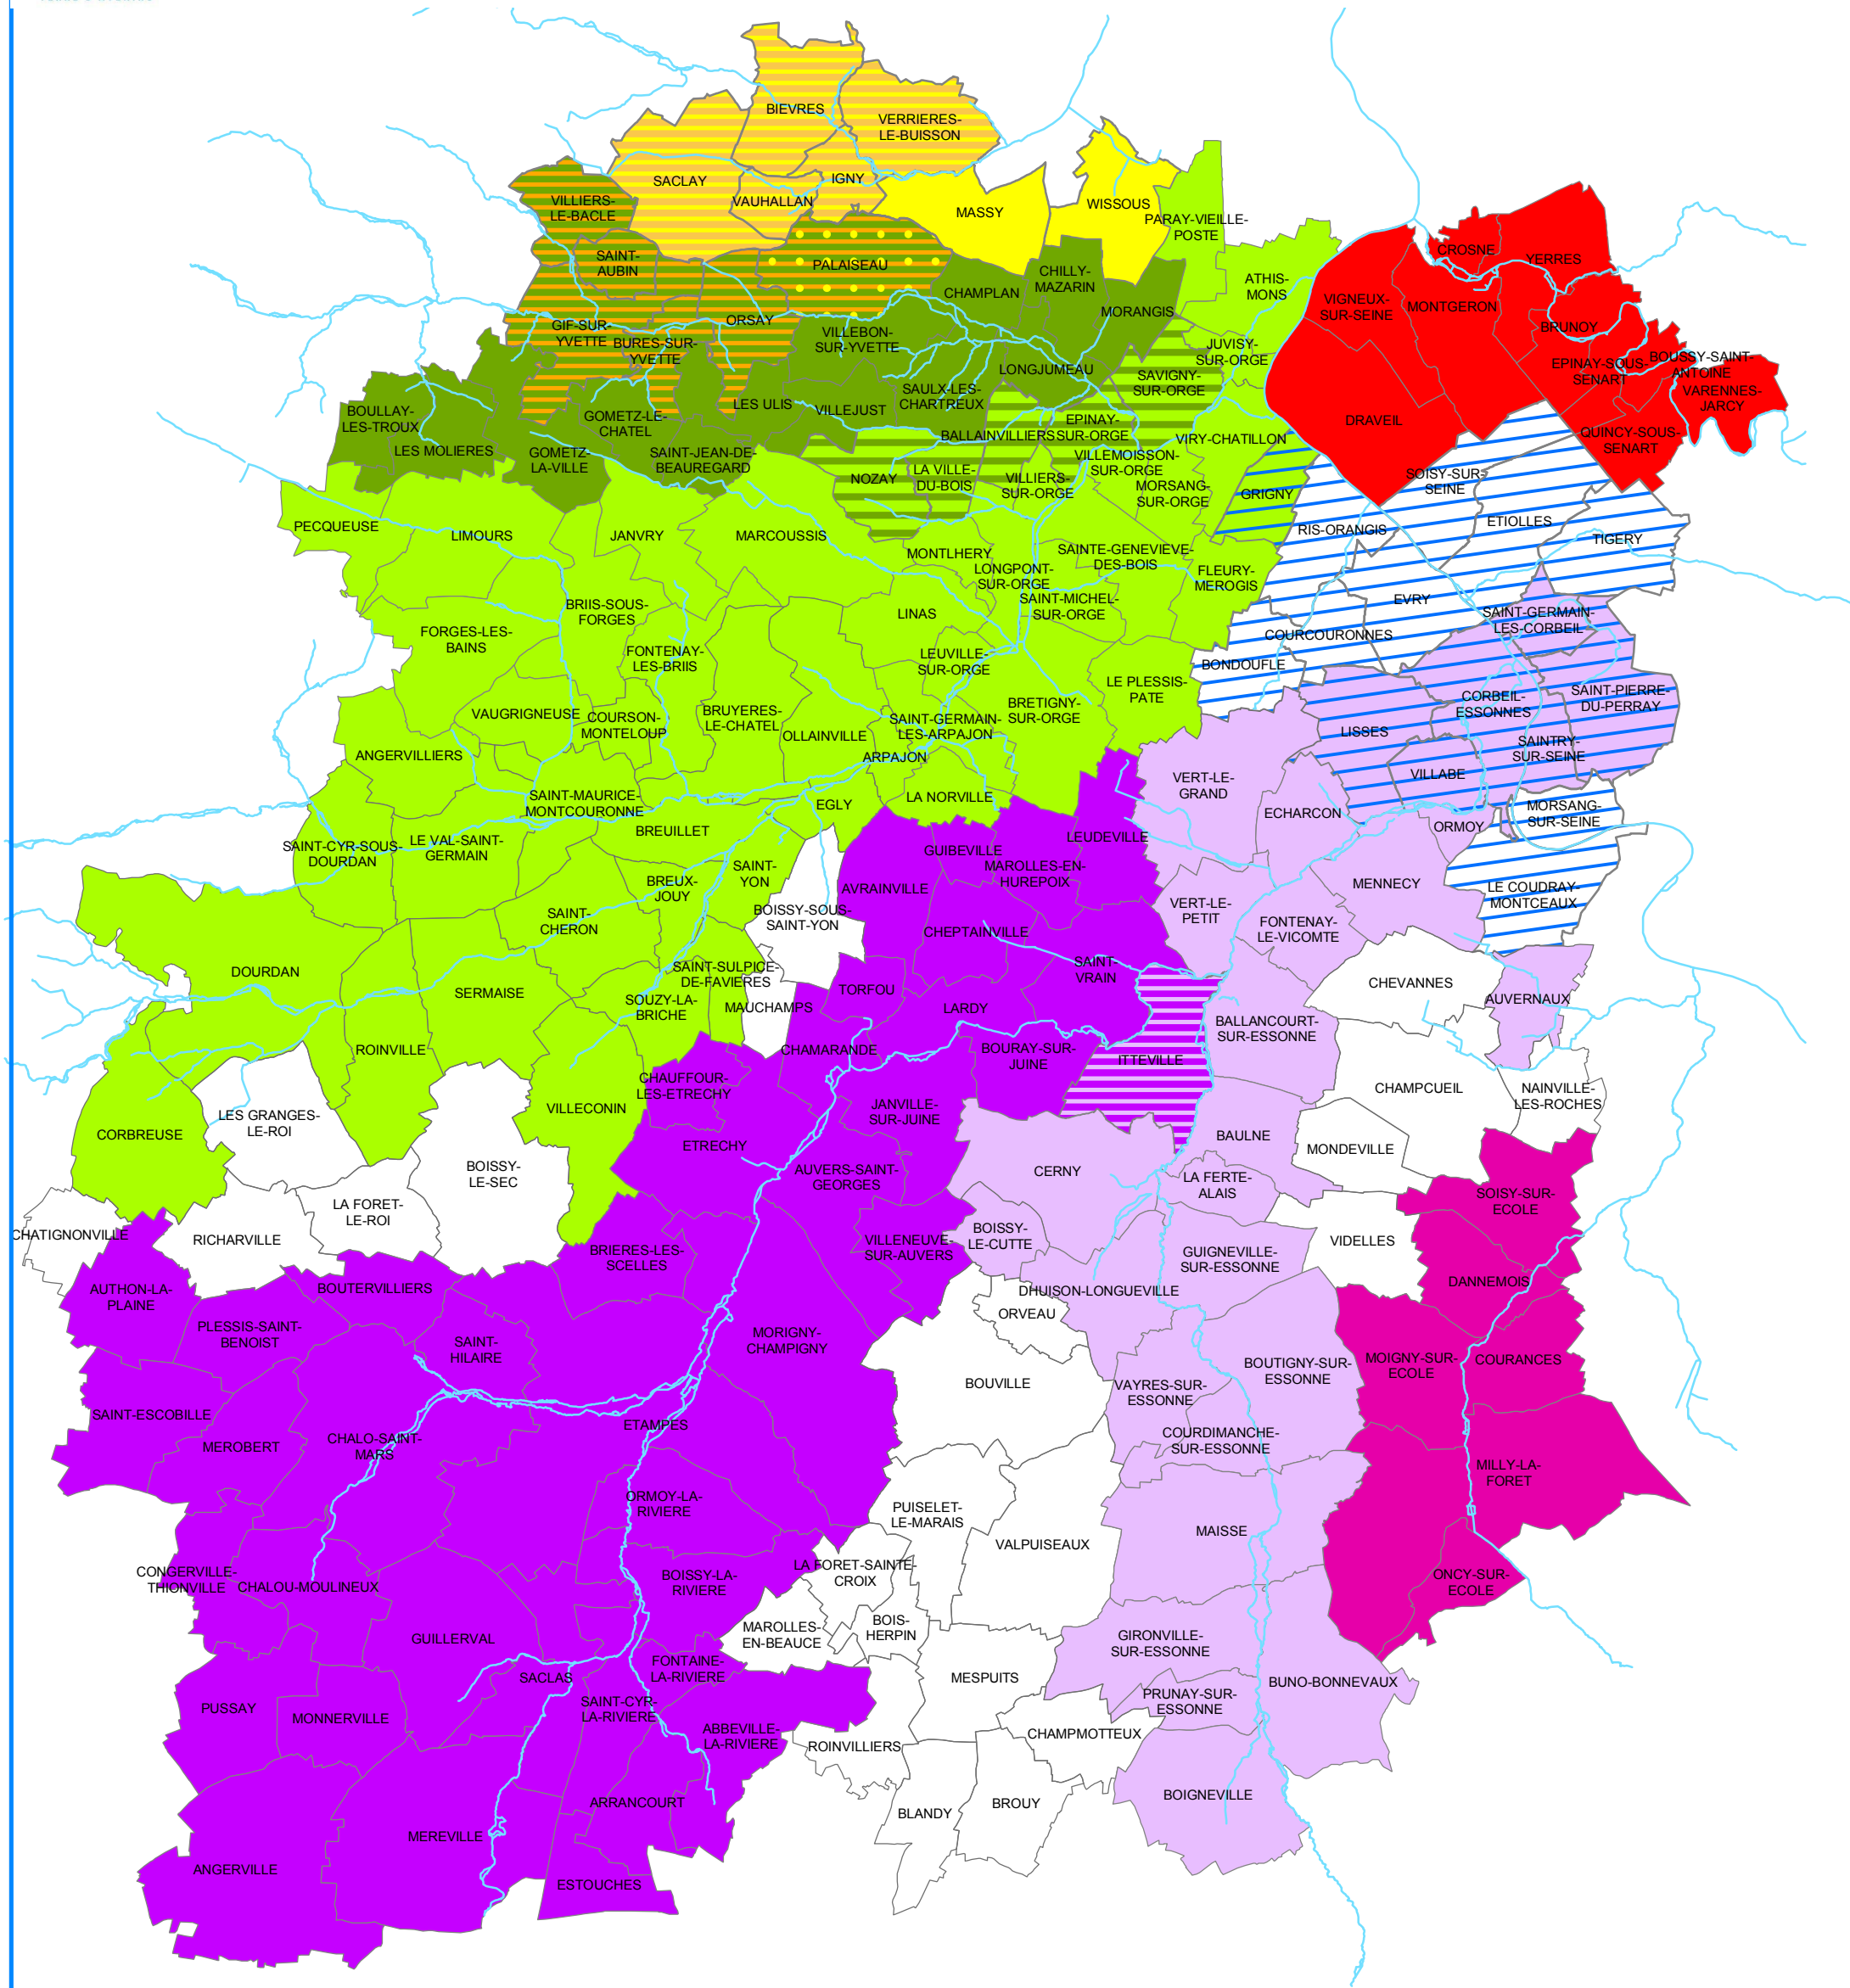 BIEVRES
VERRIERES-
LE-BUISSON
SACLAY
IGNY
VAUHALLAN
VILLIERS-
LE-BACLE
MASSY
WISSOUS
PARAY-VIEILLE-
POSTE
SAINT-
AUBIN
PALAISEAU
CHILLY-
MAZARIN
CHAMPLAN
MORANGIS
ATHIS-
MONS
CROSNE
YERRES
VIGNEUX-
SUR-SEINE
MONTGERON
BRUNOY
GIF-SUR-
YVETTE
ORSAY
BURES-SUR-
YVETTE
VILLEBON-
SUR-YVETTE
JUVISY-
SUR-ORGE
EPINAY-SOUS-
SENART
BOUSSY-SAINT-
ANTOINE
VARENNES-
JARCY
LONGJUMEAU
SAVIGNY-
SUR-ORGE
SAULX-LES-
CHARTREUX
LES ULIS
VILLEJUST
BOULLAY-
LES-TROUX
GOMETZ-LE-
CHATEL
LES MOLIERES
GOMETZ-
LA-VILLE
SAINT-JEAN-DE-
BEAUREGARD
BALLAINVILLIERS
EPINAY-
SUR-ORGE
VIRY-CHATILLON
DRAVEIL
QUINCY-SOUS-
SENART
VILLEMOISSON-
SUR-ORGE
NOZAY
LA VILLE-
DU-BOIS
VILLIERS-
SUR-ORGE
MORSANG-
SUR-ORGE
GRIGNY
SOISY-SUR-
SEINE
RIS-ORANGIS
ETIOLLES
TIGERY
PECQUEUSE
LIMOURS
JANVRY
MARCOUSSIS
MONTLHERY
LONGPONT-
SUR-ORGE
SAINTE-GENEVIEVE-
DES-BOIS
FLEURY-
MEROGIS
SAINT-MICHEL-
SUR-ORGE
EVRY
COURCOURONNES
SAINT-GERMAIN-
LES-CORBEIL
BRIIS-SOUS-
FORGES
LINAS
FORGES-LES-
BAINS
FONTENAY-
LES-BRIIS
LEUVILLE-
SUR-ORGE
BONDOUFLE
LE PLESSIS-
PATE
BRETIGNY-
SUR-ORGE
CORBEIL-
ESSONNES
SAINT-PIERRE-
DU-PERRAY
VAUGRIGNEUSE
COURSON-
MONTELOUP
BRUYERES-
LE-CHATEL
OLLAINVILLE
SAINT-GERMAIN-
LES-ARPAJON
LISSES
SAINTRY-
SUR-SEINE
ANGERVILLIERS
ARPAJON
VILLABE
VERT-LE-
GRAND
LA NORVILLE
EGLY
SAINT-MAURICE-
MONTCOURONNE
ECHARCON
MORSANG-
SUR-SEINE
ORMOY
BREUILLET
LEUDEVILLE
SAINT-CYR-SOUS-
DOURDAN
LE VAL-SAINT-
GERMAIN
GUIBEVILLE
MAROLLES-EN-
HUREPOIX
SAINT-
YON
BREUX-
JOUY
AVRAINVILLE
MENNECY
LE COUDRAY-
MONTCEAUX
BOISSY-SOUS-
SAINT-YON
VERT-LE-
PETIT
SAINT-
CHERON
CHEPTAINVILLE
FONTENAY-
LE-VICOMTE
DOURDAN
SERMAISE
SAINT-SULPICE-
DE-FAVIERES
SAINT-
VRAIN
TORFOU
CHEVANNES
AUVERNAUX
SOUZY-LA-
BRICHE
MAUCHAMPS
LARDY
BALLANCOURT-
SUR-ESSONNE
ROINVILLE
CHAMARANDE
BOURAY-SUR-
JUINE
ITTEVILLE
CHAUFFOUR-
LES-ETRECHY
CHAMPCUEIL
NAINVILLE-
LES-ROCHES
VILLECONIN
JANVILLE-
SUR-JUINE
LES GRANGES-
LE-ROI
CORBREUSE
ETRECHY
BAULNE
MONDEVILLE
BOISSY-
LE-SEC
AUVERS-SAINT-
GEORGES
CERNY
LA FERTE-
ALAIS
SOISY-SUR-
ECOLE
LA FORET-
LE-ROI
CHATIGNONVILLE
RICHARVILLE
BRIERES-LES-
SCELLES
VILLENEUVE-
SUR-AUVERS
BOISSY-
LE-CUTTE
GUIGNEVILLE-
SUR-ESSONNE
VIDELLES
DANNEMOIS
AUTHON-LA-
PLAINE
BOUTERVILLIERS
DHUISON-LONGUEVILLE
ORVEAU
PLESSIS-SAINT-
BENOIST
SAINT-
HILAIRE
MORIGNY-
CHAMPIGNY
MOIGNY-SUR-
ECOLE
COURANCES
BOUTIGNY-SUR-
ESSONNE
BOUVILLE
VAYRES-SUR-
ESSONNE
SAINT-ESCOBILLE
MEROBERT
CHALO-SAINT-
MARS
ETAMPES
COURDIMANCHE-
SUR-ESSONNE
MILLY-LA-
FORET
ORMOY-LA-
RIVIERE
PUISELET-
LE-MARAIS
MAISSE
VALPUISEAUX
CONGERVILLE-
THIONVILLE
CHALOU-MOULINEUX
BOISSY-LA-
RIVIERE
LA FORET-SAINTE-
CROIX
ONCY-SUR-
ECOLE
GUILLERVAL
MAROLLES-
EN-BEAUCE
BOIS-
HERPIN
GIRONVILLE-
SUR-ESSONNE
SACLAS
FONTAINE-
LA-RIVIERE
MESPUITS
BUNO-BONNEVAUX
PUSSAY
MONNERVILLE
SAINT-CYR-
LA-RIVIERE
PRUNAY-SUR-
ESSONNE
ABBEVILLE-
LA-RIVIERE
ROINVILLIERS
CHAMPMOTTEUX
BOIGNEVILLE
ARRANCOURT
BLANDY
BROUY
MEREVILLE
ANGERVILLE
ESTOUCHES